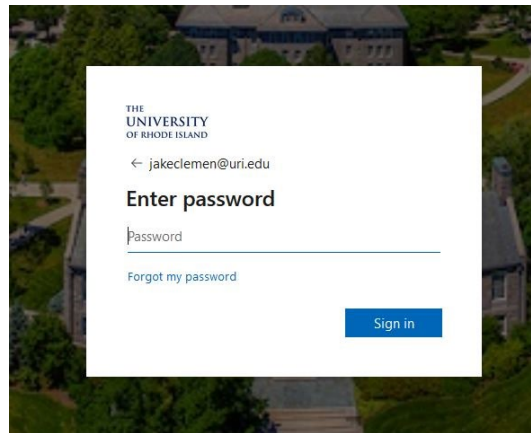 THE
UNIVERSITY
OF RHODE ISLAND
← jakeclemen@uri.edu
Enter password
Password
Forgot my password
Sign in